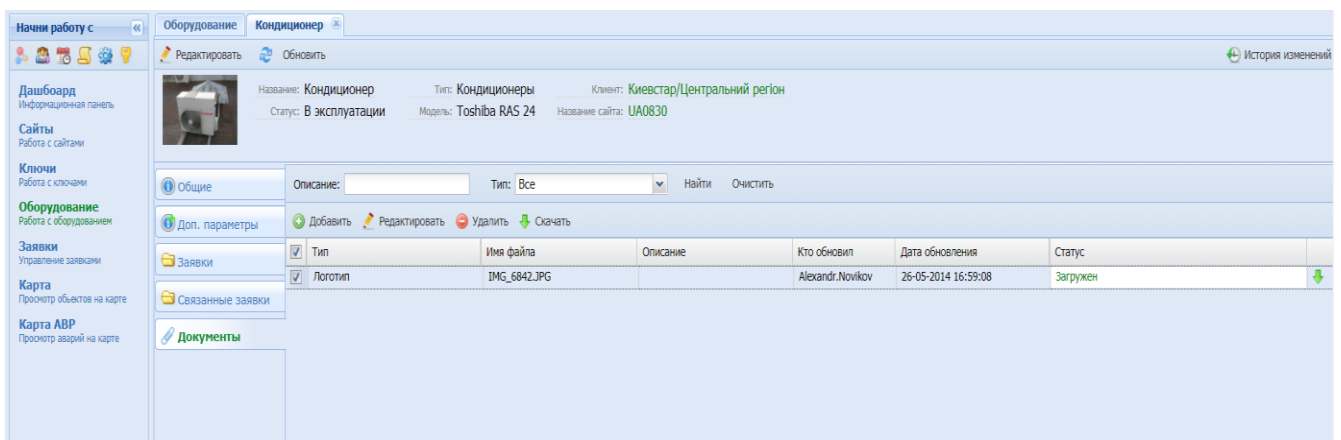 Начни работу с
Оборудование Кондиционер
Редактировать Обновить История изменений
Дашбоард
Информационная панель
Сайты
Работа с сайтами
Ключи
Работа с ключами
Оборудование
Работа с оборудованием
Заявки
Управление заявками
Карта
Просмотр объектов на карте
Карта АВР
Просмотр аварий на карте
Название: Кондиционер Тип: Кондиционеры Клиент: Киевстар/Центральний регіон
Статус: В эксплуатации Модель: Toshiba RAS 24 Название сайта: UA0830
Общие
Доп. параметры
Заявки
Связанные заявки
Документы
Описание: Тип: Все Найти Очистить
Добавить Редактировать Удалить Скачать
Тип Имя файла Описание Кто обновил Дата обновления Статус
Логотип IMG_6842.JPG Alexandr.Novikov 26-05-2014 16:59:08 Загружен